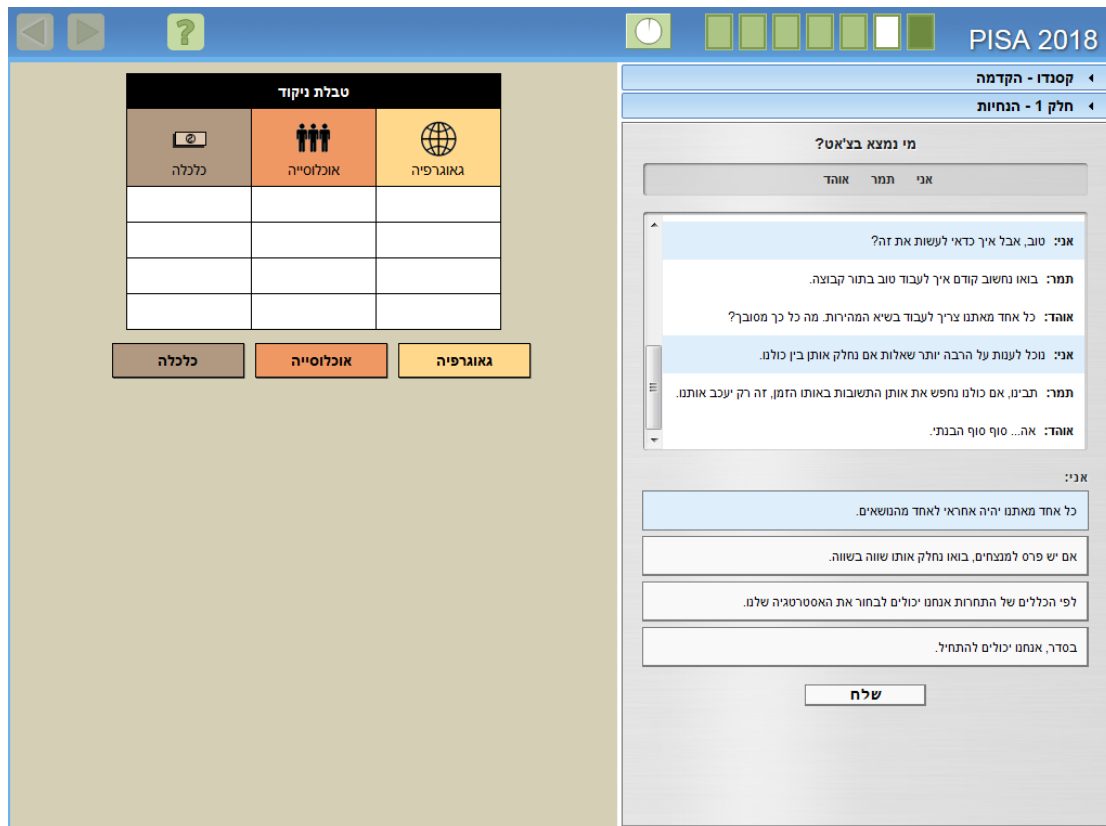 PISA 2018
?
קסנדו - הקדמה
חלק 1 - הנחיות
מי נמצא בצ'אט?
אני תמר אוהד
אני: טוב, אבל איך כדאי לעשות את זה?
תמר: בואו נחשוב קודם איך לעבוד טוב בתור קבוצה.
אוהד: כל אחד מאתנו צריך לעבוד בשיא המהירות. מה כל כך מסובך?
אני: נוכל לענות על הרבה יותר שאלות אם נחלק אותן בין כולנו.
תמר: תבינו, אם כולנו נחפש את אותן התשובות באותו הזמן, זה רק יעכב אותנו.
אוהד: אה... סוף סוף הבנתי.
אני:
כל אחד מאתנו יהיה אחראי לאחד מהנושאים.
אם יש פרס למנצחים, בואו נחלק אותו שווה בשווה.
לפי הכללים של התחרות אנחנו יכולים לבחור את האסטרטגיה שלנו.
בסדר, אנחנו יכולים להתחיל.
שלח
טבלת ניקוד
גאוגרפיה אוכלוסייה כלכלה
גאוגרפיה אוכלוסייה כלכלה